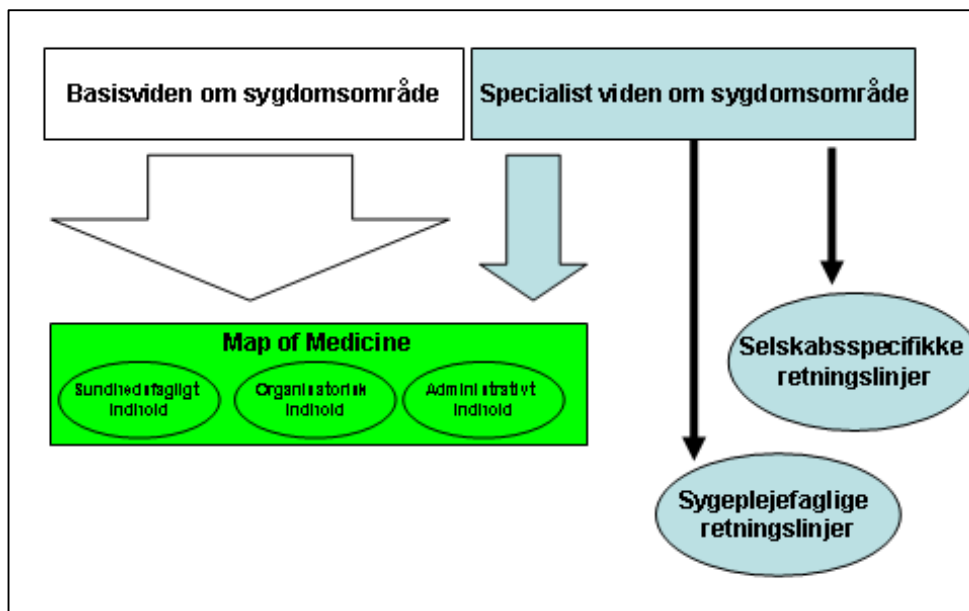 Basisviden om sygdomsområde
Specialist viden om sygdomsområde
Map of Medicine
Sundhedsfagligt
indhold
Organisatorisk
indhold
Administrativt
indhold
Selskabsspecifikke
retningslinjer
Sygeplejefaglige
retningslinjer